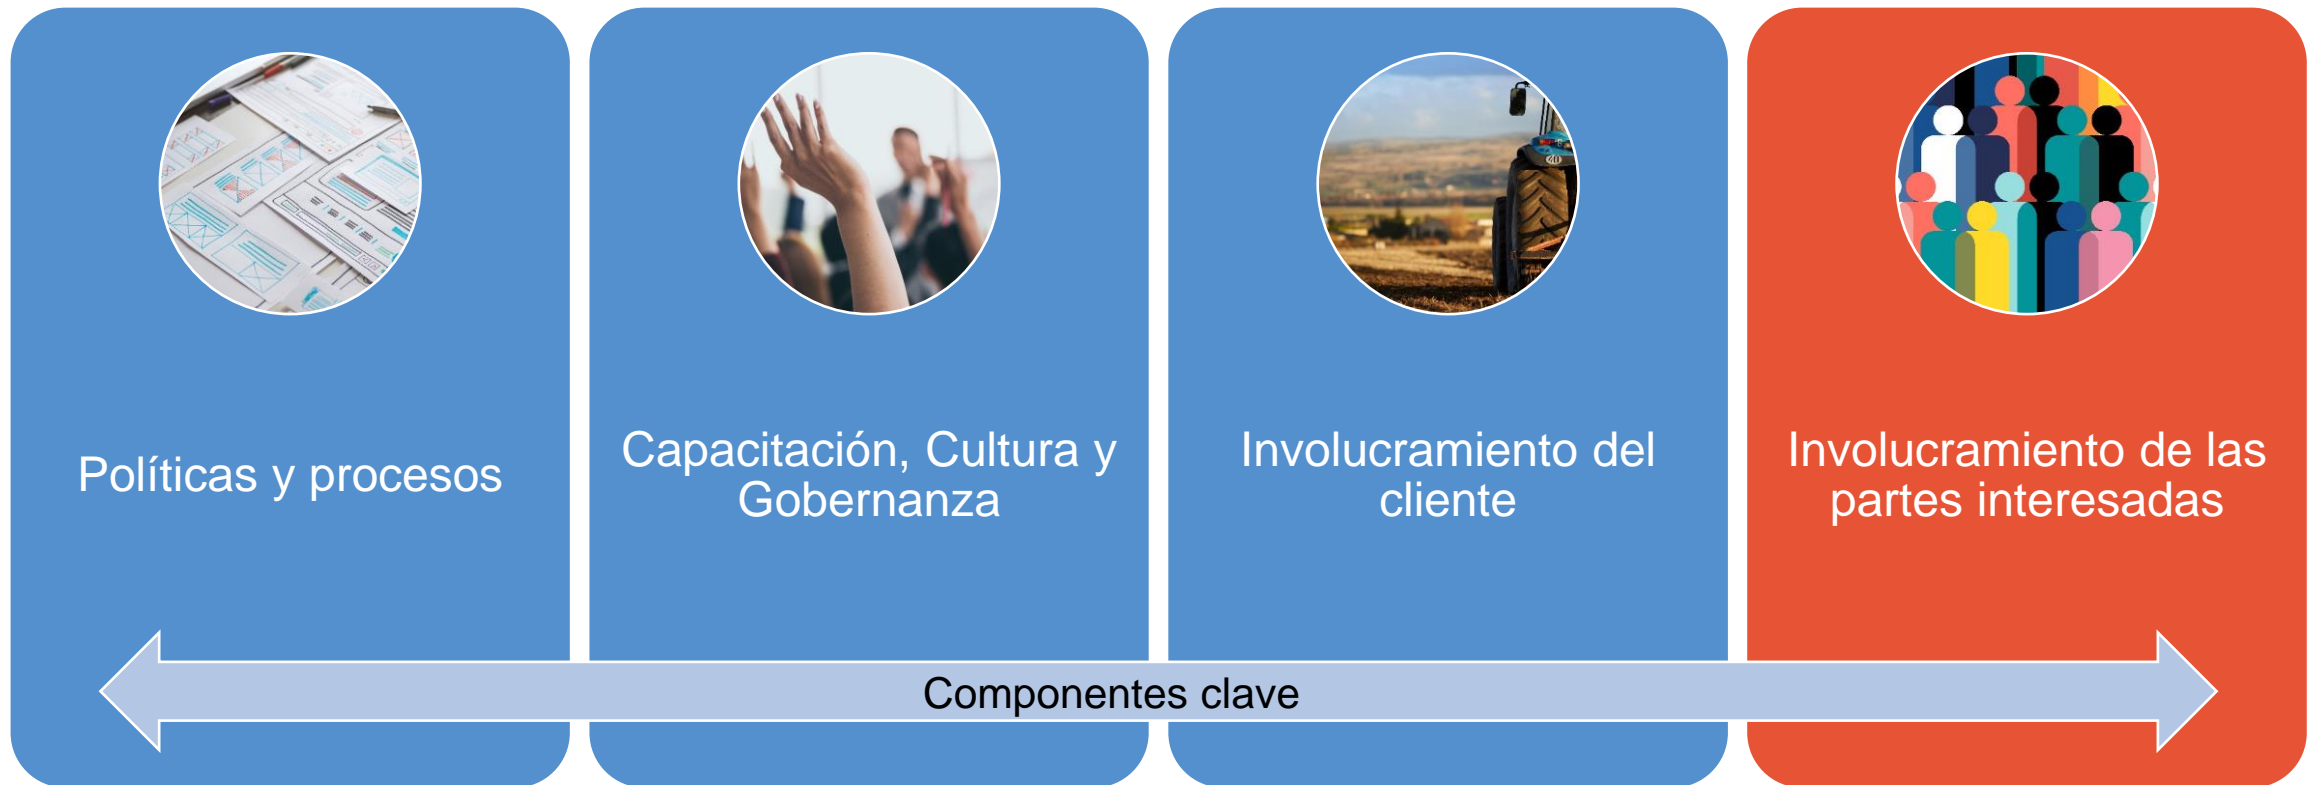 Políticas y procesos
Capacitación, Cultura y
Gobernanza
Involucramiento del
cliente
Involucramiento de las
partes interesadas
Componentes clave